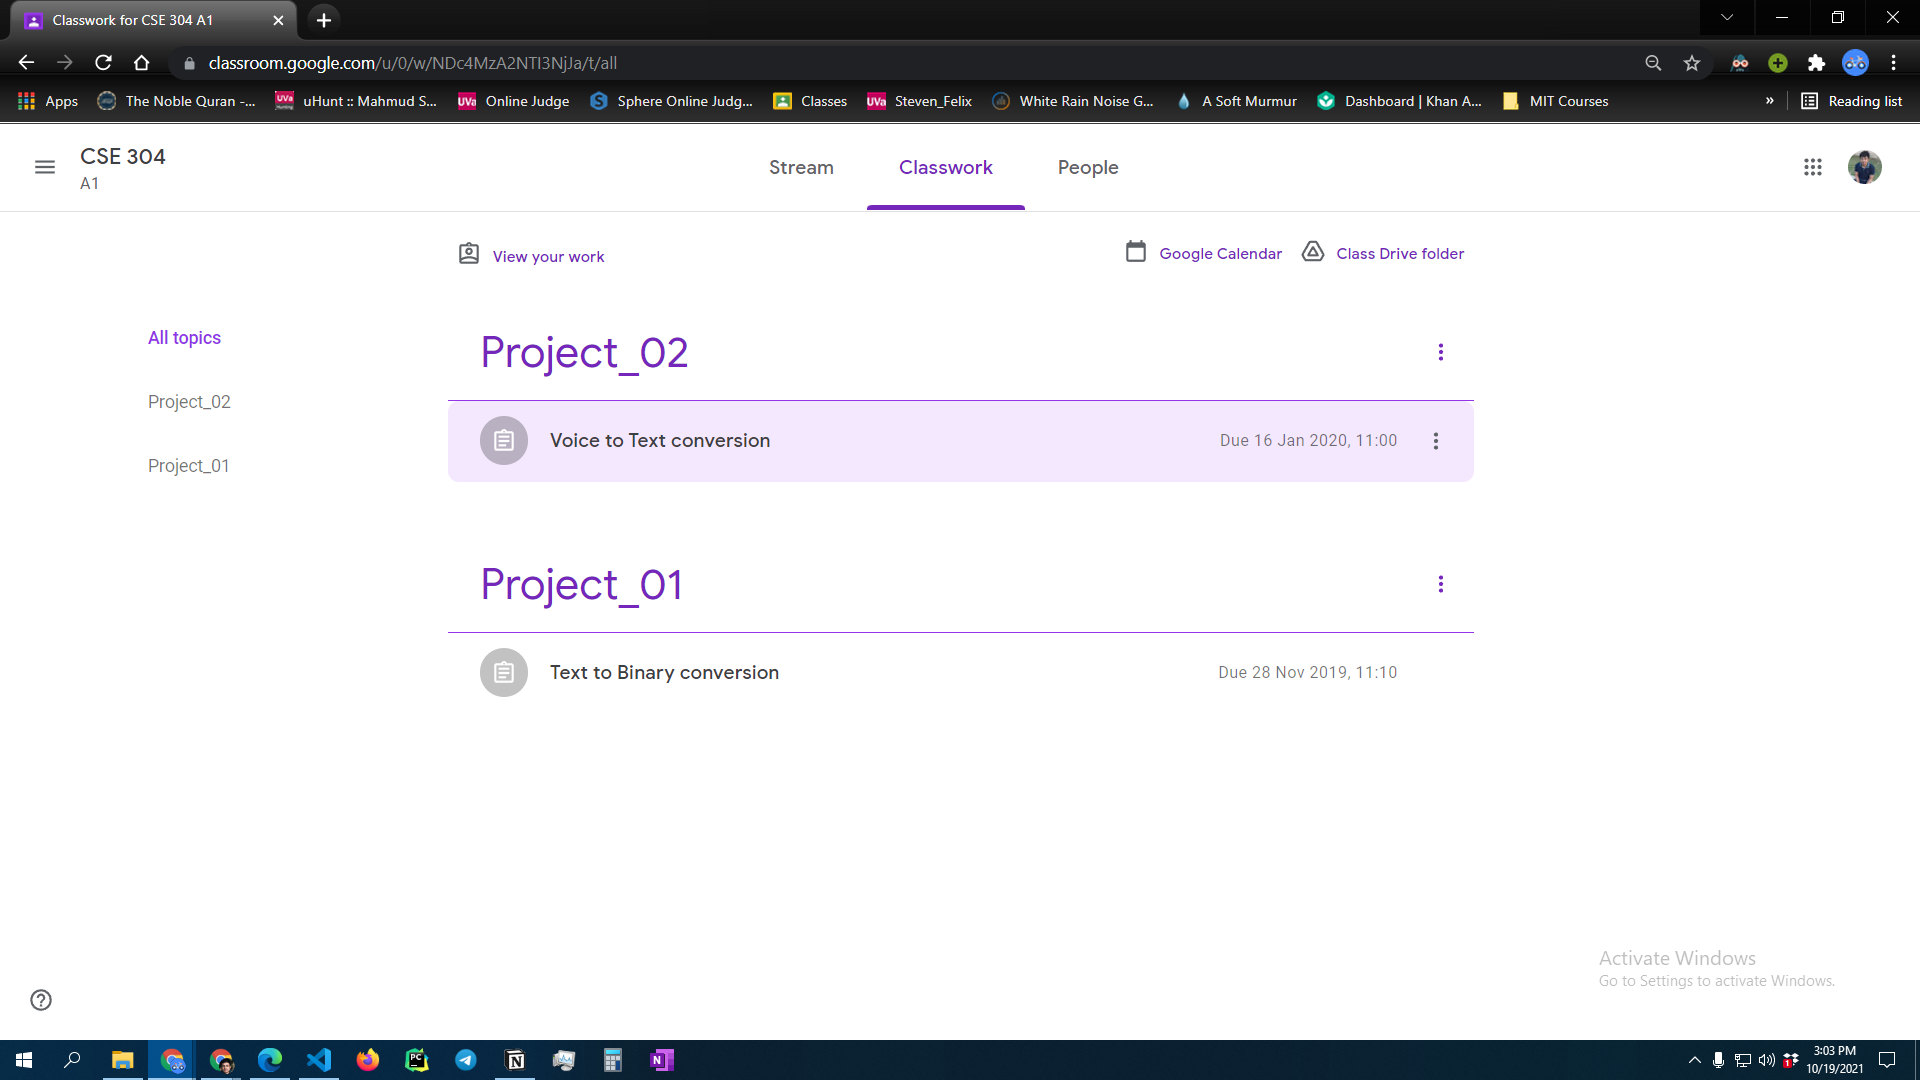 Classwork for CSE 304 A1
classroom.google.com/u/0/w/NDc4MzA2NTI3NjJa/t/all
Apps The Noble Quran -... uHunt :: Mahmud S... Online Judge Sphere Online Judg... Classes Steven_Felix White Rain Noise G... A Soft Murmur Dashboard | Khan A... MIT Courses » Reading list
CSE 304
A1
Stream Classwork People
View your work
Google Calendar Class Drive folder
All topics
Project_02
Project_01
Project_02
Voice to Text conversion Due 16 Jan 2020, 11:00
Project_01
Text to Binary conversion Due 28 Nov 2019, 11:10
Activate Windows
Go to Settings to activate Windows.
3:03 PM
10/19/2021